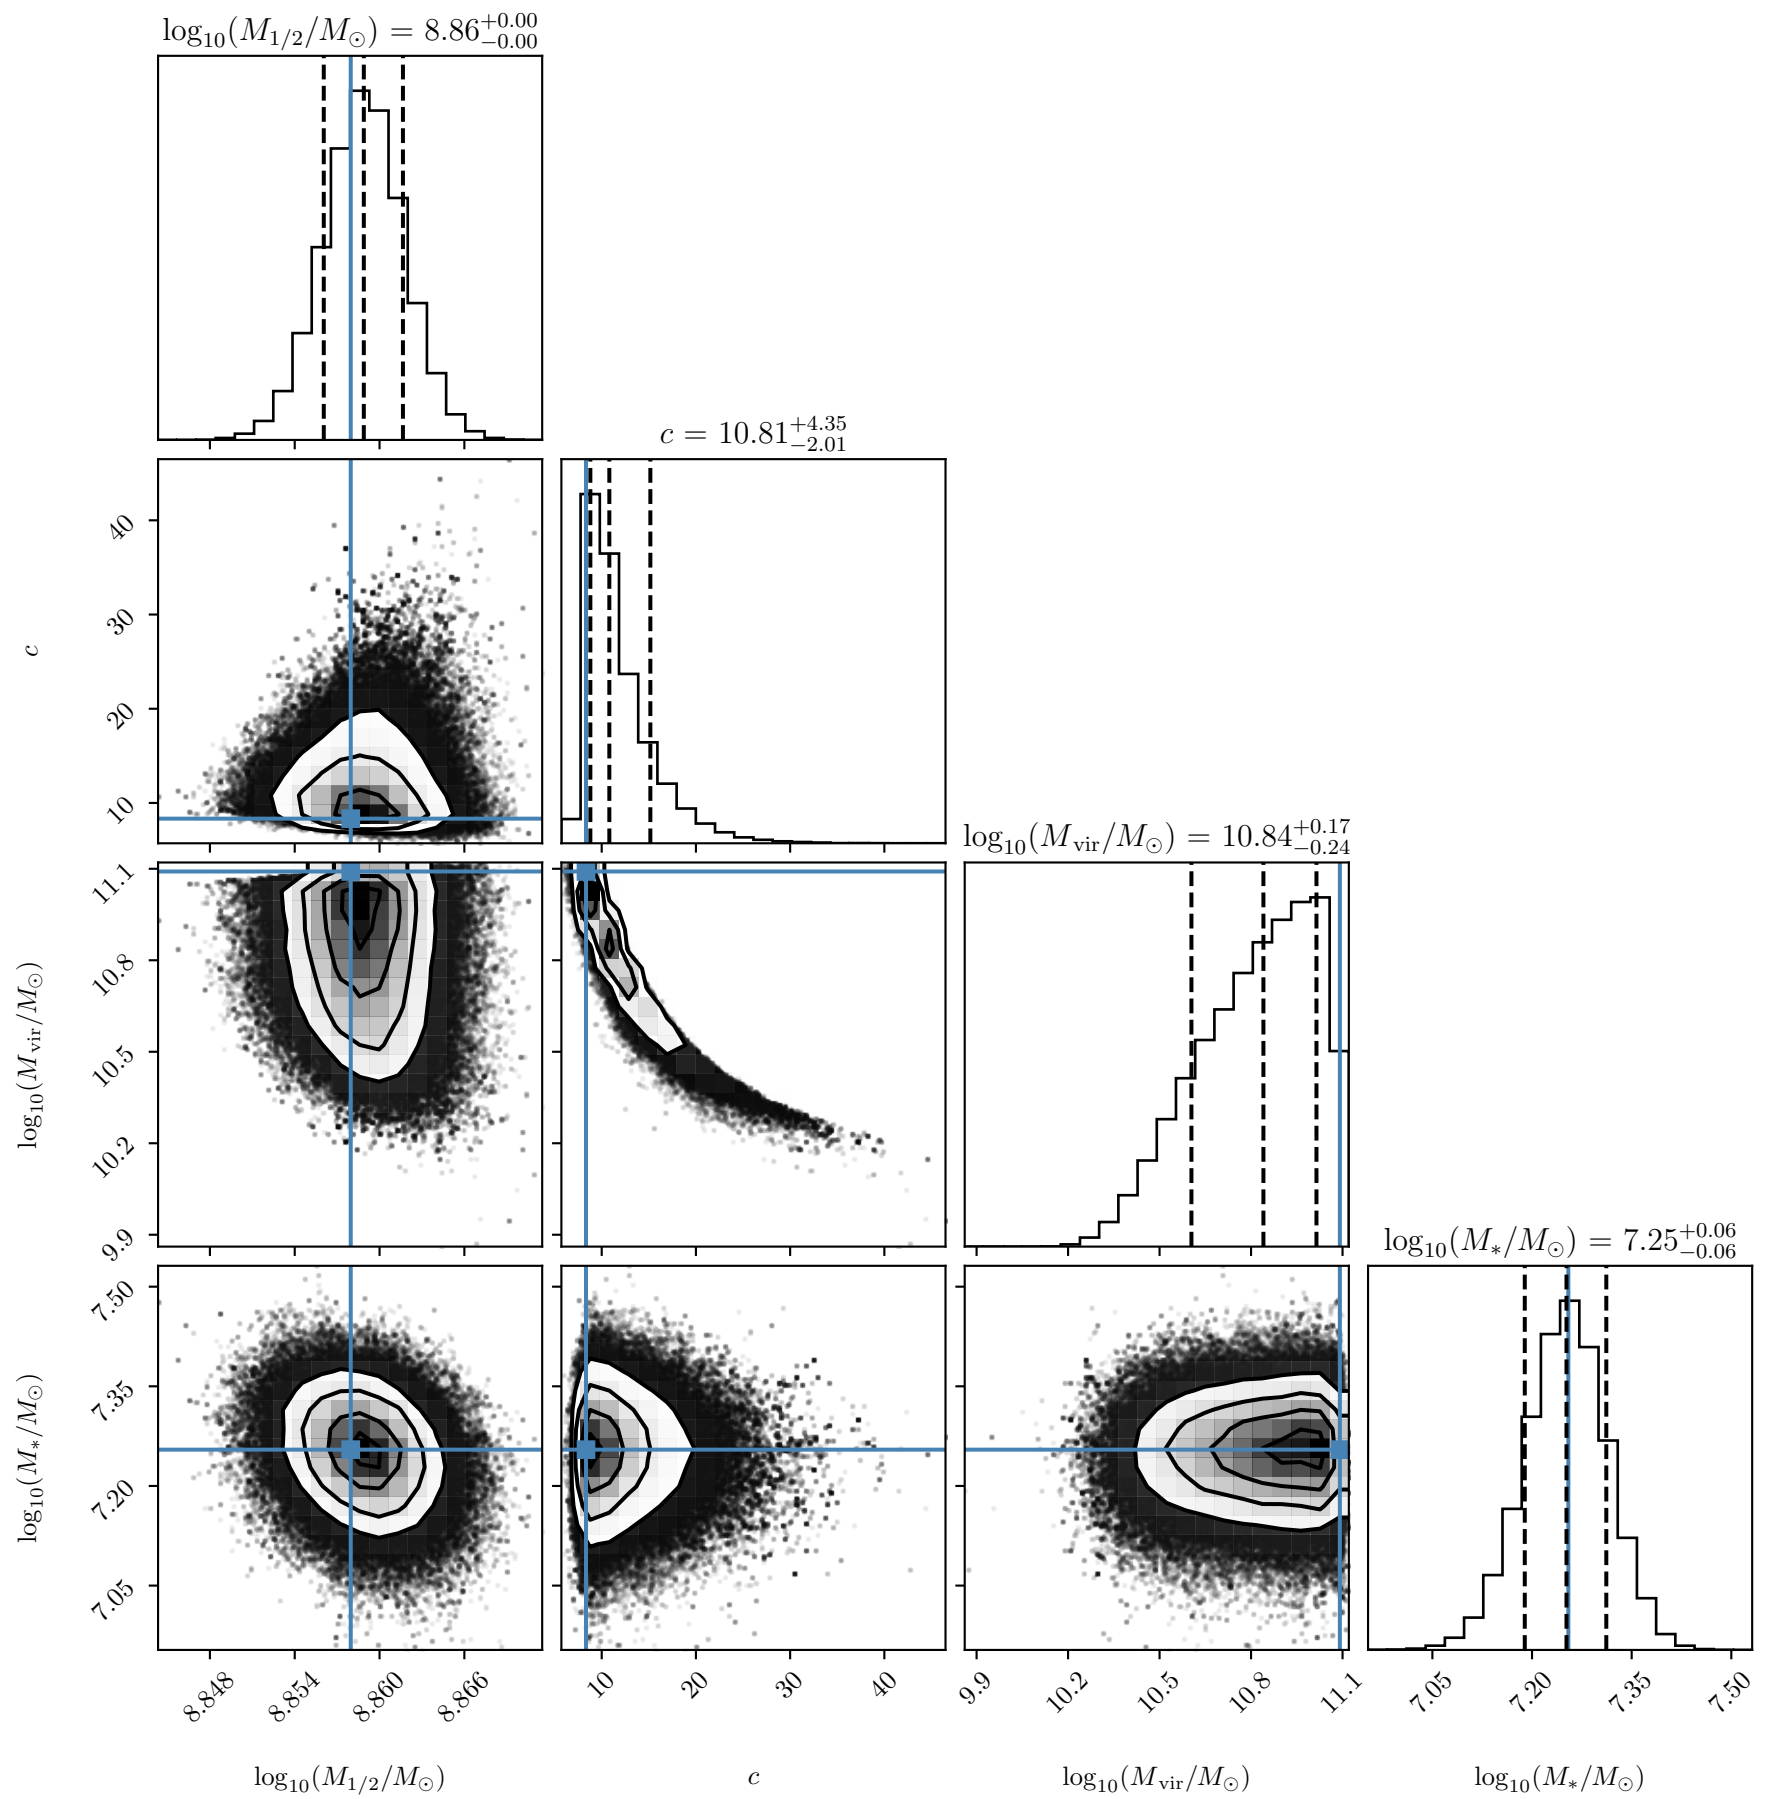 log₁₀(M₁/₂/M☉) = 8.86⁺⁰·⁰⁰₋₀.₀₀
c = 10.81⁺⁴·³⁵₋₂.₀₁
40
30
20
10
c
log₁₀(Mvir/M☉) = 10.84⁺⁰·¹⁷₋₀.₂₄
11.1
10.8
10.5
10.2
9.9
log₁₀(Mvir/M☉)
log₁₀(M∗/M☉) = 7.25⁺⁰·⁰⁶₋₀.₀₆
7.50
7.35
7.20
7.05
log₁₀(M∗/M☉)
8.848 8.854 8.860 8.866 10 20 30 40 9.9 10.2 10.5 10.8 11.1 7.05 7.20 7.35 7.50
log₁₀(M₁/₂/M☉) c log₁₀(Mvir/M☉) log₁₀(M∗/M☉)